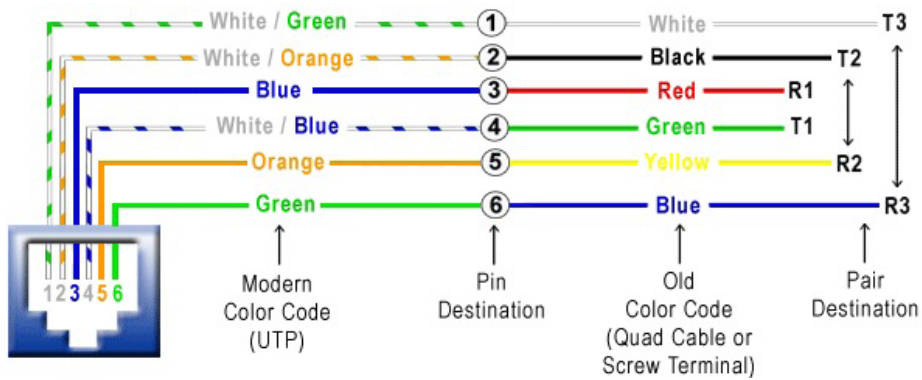 White / Green 1 White T3
White / Orange 2 Black T2
Blue 3 Red R1
White / Blue 4 Green T1
Orange 5 Yellow R2
Green 6 Blue R3
1 2 3 4 5 6
Modern
Color Code
(UTP)
Pin
Destination
Old
Color Code
(Quad Cable or
Screw Terminal)
Pair
Destination